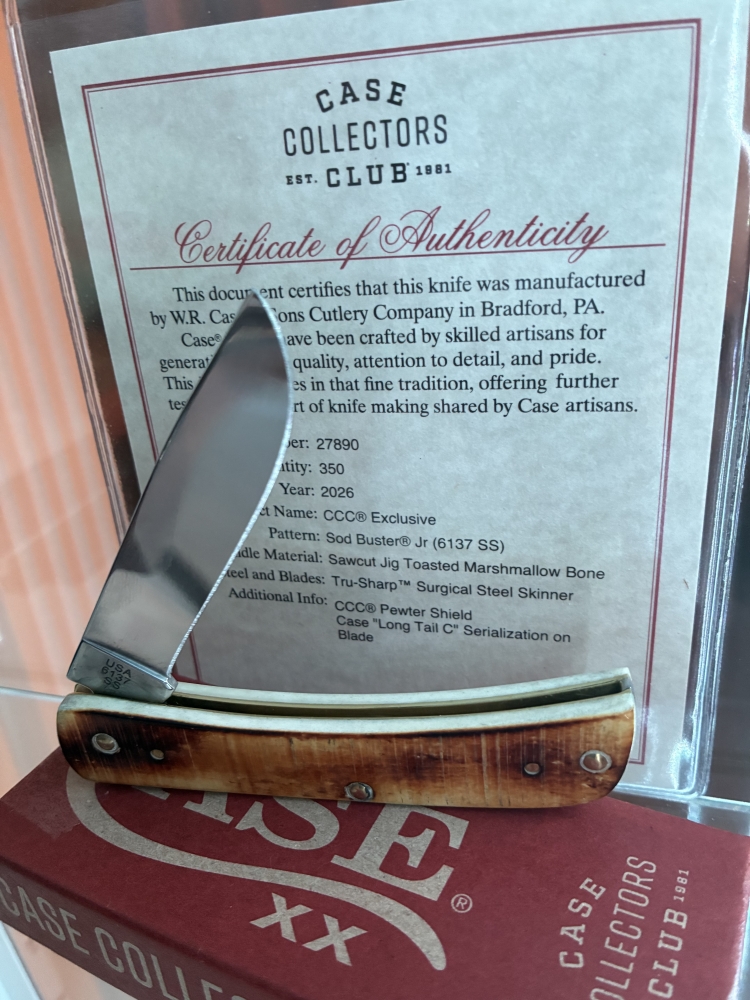 CASE
COLLECTORS
EST. CLUB 1981
Certificate of Authenticity
This document certifies that this knife was manufactured
by W.R. Cas ons Cutlery Company in Bradford, PA.
Case® ave been crafted by skilled artisans for
generat quality, attention to detail, and pride.
This es in that fine tradition, offering further
tes rt of knife making shared by Case artisans.
ber: 27890
ntity: 350
Year: 2026
ct Name: CCC® Exclusive
Pattern: Sod Buster® Jr (6137 SS)
dle Material: Sawcut Jig Toasted Marshmallow Bone
teel and Blades: Tru-Sharp™ Surgical Steel Skinner
Additional Info: CCC® Pewter Shield
Case "Long Tail C" Serialization on
Blade
USA
6137
SS
CASE®
XX
CASE COLLEC
CASE
COLLECTORS
CLUB 1981